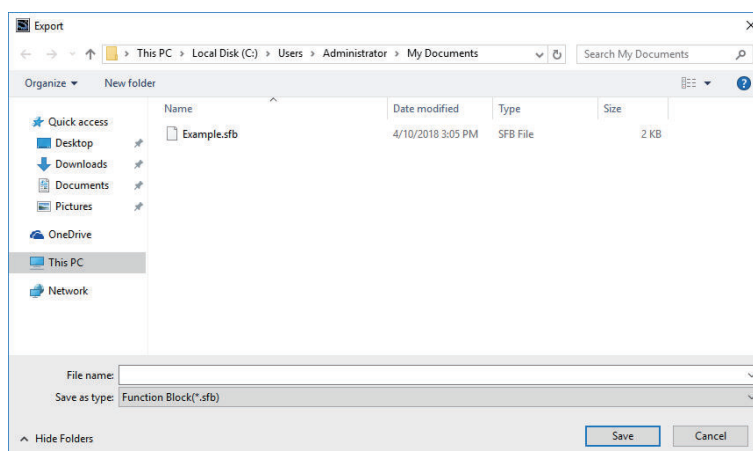 Export
This PC > Local Disk (C:) > Users > Administrator > My Documents
Search My Documents
Organize
New folder
Name
Date modified
Type
Size
Quick access
Example.sfb
4/10/2018 3:05 PM
SFB File
2 KB
Desktop
Downloads
Documents
Pictures
OneDrive
This PC
Network
File name:
Save as type: Function Block(*.sfb)
Hide Folders
Save
Cancel